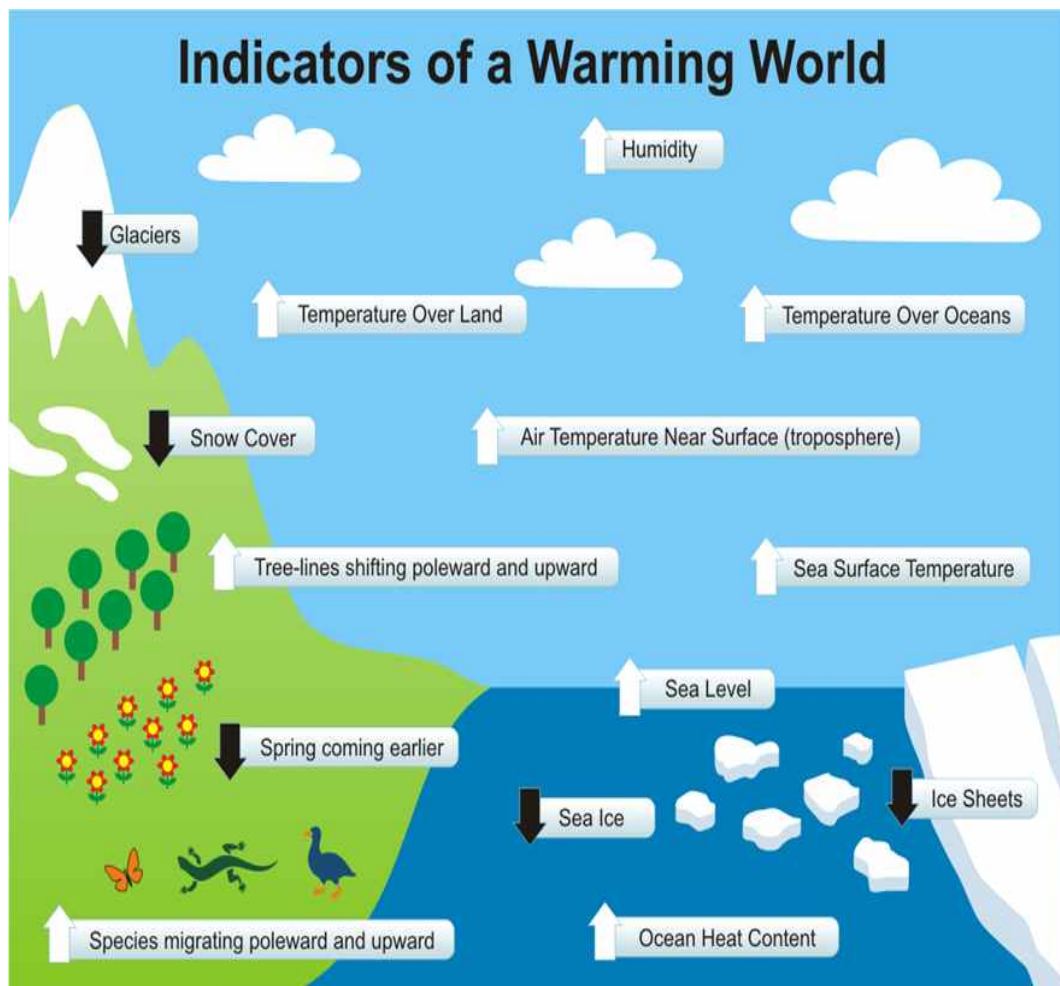 Indicators of a Warming World
Humidity
Glaciers
Temperature Over Land
Temperature Over Oceans
Snow Cover
Air Temperature Near Surface (troposphere)
Tree-lines shifting poleward and upward
Sea Surface Temperature
Sea Level
Spring coming earlier
Ice Sheets
Sea Ice
Species migrating poleward and upward
Ocean Heat Content